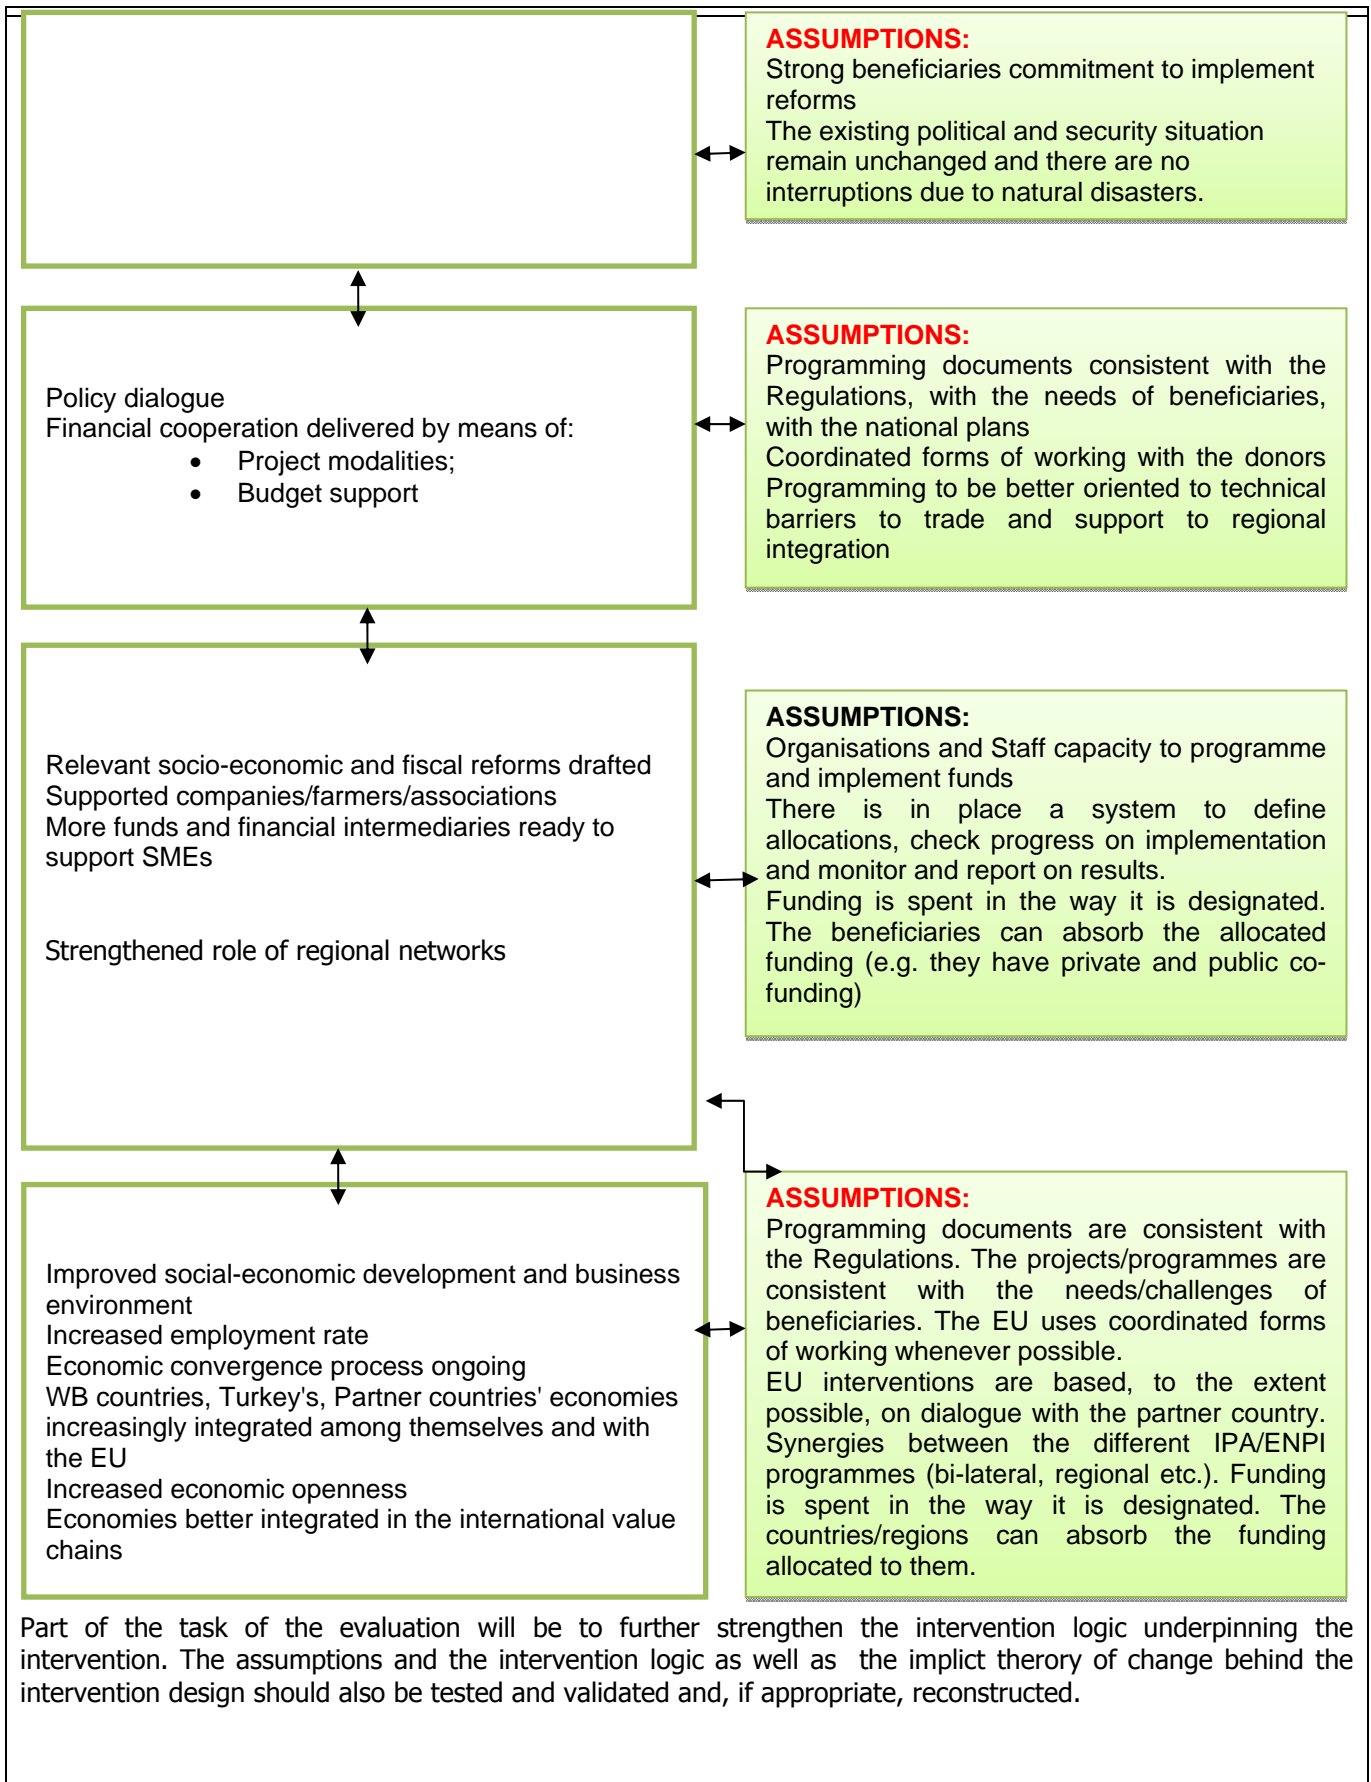 ASSUMPTIONS:
Strong beneficiaries commitment to implement
reforms
The existing political and security situation
remain unchanged and there are no
interruptions due to natural disasters.
Policy dialogue
Financial cooperation delivered by means of:
• Project modalities;
• Budget support
ASSUMPTIONS:
Programming documents consistent with the
Regulations, with the needs of beneficiaries,
with the national plans
Coordinated forms of working with the donors
Programming to be better oriented to technical
barriers to trade and support to regional
integration
Relevant socio-economic and fiscal reforms drafted
Supported companies/farmers/associations
More funds and financial intermediaries ready to
support SMEs
Strengthened role of regional networks
ASSUMPTIONS:
Organisations and Staff capacity to programme
and implement funds
There is in place a system to define
allocations, check progress on implementation
and monitor and report on results.
Funding is spent in the way it is designated.
The beneficiaries can absorb the allocated
funding (e.g. they have private and public co-
funding)
Improved social-economic development and business
environment
Increased employment rate
Economic convergence process ongoing
WB countries, Turkey's, Partner countries' economies
increasingly integrated among themselves and with
the EU
Increased economic openness
Economies better integrated in the international value
chains
ASSUMPTIONS:
Programming documents are consistent with
the Regulations. The projects/programmes are
consistent with the needs/challenges of
beneficiaries. The EU uses coordinated forms
of working whenever possible.
EU interventions are based, to the extent
possible, on dialogue with the partner country.
Synergies between the different IPA/ENPI
programmes (bi-lateral, regional etc.). Funding
is spent in the way it is designated. The
countries/regions can absorb the funding
allocated to them.
Part of the task of the evaluation will be to further strengthen the intervention logic underpinning the
intervention. The assumptions and the intervention logic as well as the implict therory of change behind the
intervention design should also be tested and validated and, if appropriate, reconstructed.